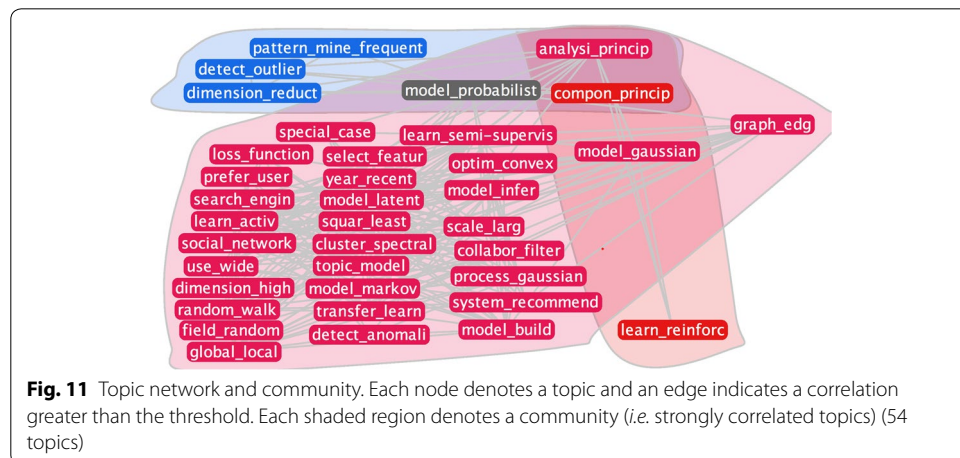 pattern_mine_frequent
analysi_princip
detect_outlier
dimension_reduct
model_probabilist
compon_princip
graph_edg
special_case
learn_semi-supervis
loss_function
select_featur
optim_convex
model_gaussian
prefer_user
year_recent
model_infer
search_engin
model_latent
learn_activ
squar_least
scale_larg
social_network
cluster_spectral
collabor_filter
use_wide
topic_model
process_gaussian
dimension_high
model_markov
system_recommend
random_walk
transfer_learn
field_random
detect_anomali
model_build
learn_reinforc
global_local
Fig. 11 Topic network and community. Each node denotes a topic and an edge indicates a correlation
greater than the threshold. Each shaded region denotes a community (i.e. strongly correlated topics) (54
topics)